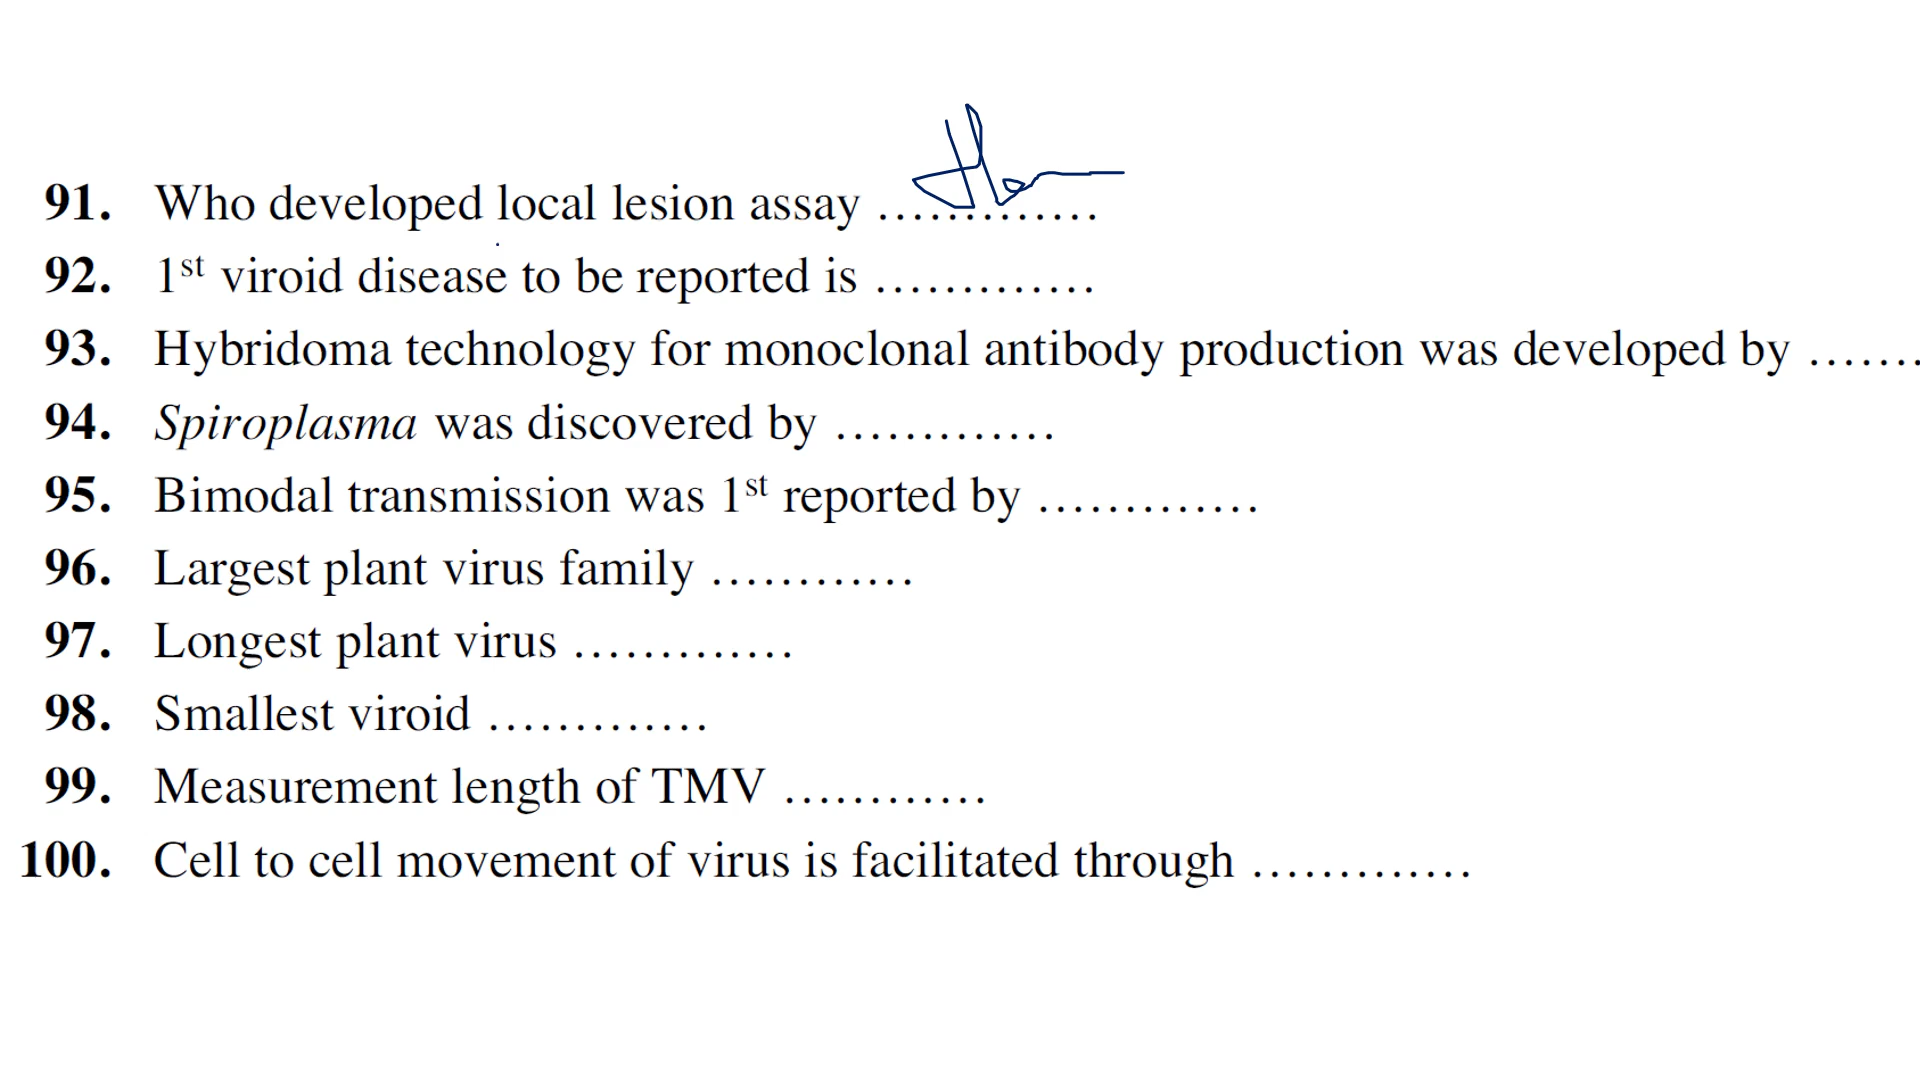 91. Who developed local lesion assay .............
92. 1st viroid disease to be reported is .............
93. Hybridoma technology for monoclonal antibody production was developed by .......
94. Spiroplasma was discovered by .............
95. Bimodal transmission was 1st reported by .............
96. Largest plant virus family ............
97. Longest plant virus .............
98. Smallest viroid .............
99. Measurement length of TMV ............
100. Cell to cell movement of virus is facilitated through .............